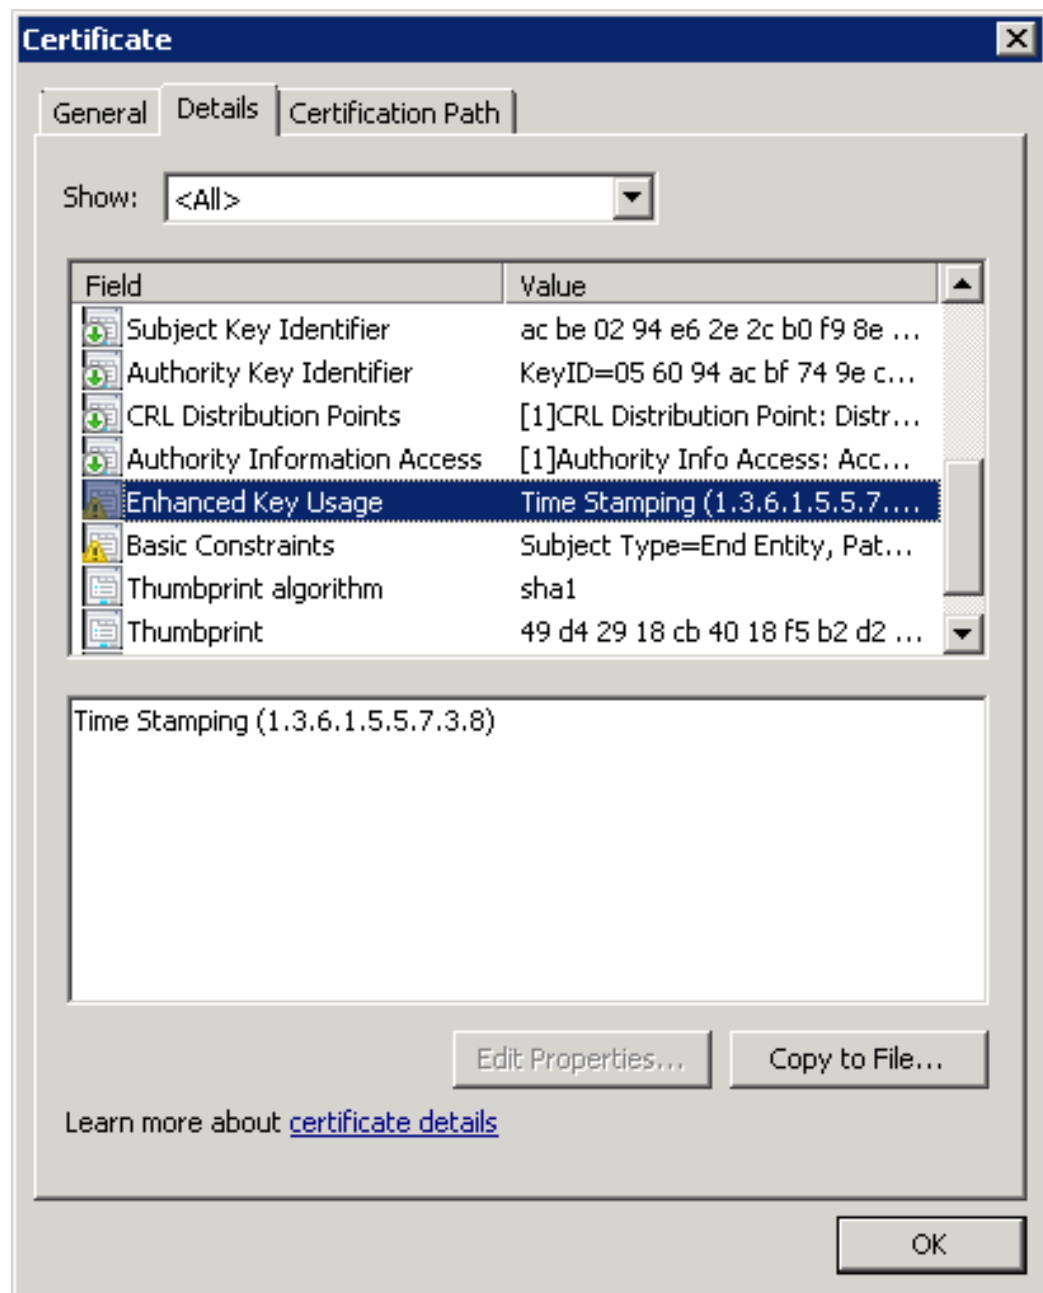 Certificate
General Details Certification Path
Show: <All>
Field Value
Subject Key Identifier ac be 02 94 e6 2e 2c b0 f9 8e ...
Authority Key Identifier KeyID=05 60 94 ac bf 74 9e c...
CRL Distribution Points [1]CRL Distribution Point: Distr...
Authority Information Access [1]Authority Info Access: Acc...
Enhanced Key Usage Time Stamping (1.3.6.1.5.5.7....
Basic Constraints Subject Type=End Entity, Pat...
Thumbprint algorithm sha1
Thumbprint 49 d4 29 18 cb 40 18 f5 b2 d2 ...
Time Stamping (1.3.6.1.5.5.7.3.8)
Edit Properties... Copy to File...
Learn more about certificate details
OK